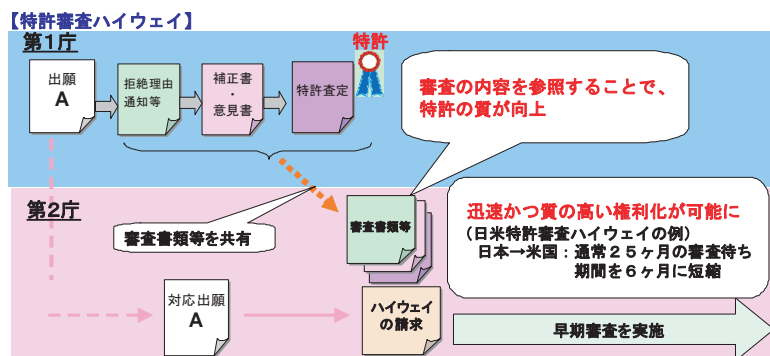 【特許審査ハイウェイ】
第1庁
特許
出願
A
拒絶理由
通知等
補正書
・
意見書
特許査定
審査の内容を参照することで、
特許の質が向上
第2庁
審査書類等を共有
審査書類等
迅速かつ質の高い権利化が可能に
（日米特許審査ハイウェイの例）
日本→米国：通常２５ヶ月の審査待ち
期間を６ヶ月に短縮
対応出願
A
ハイウェイ
の請求
早期審査を実施